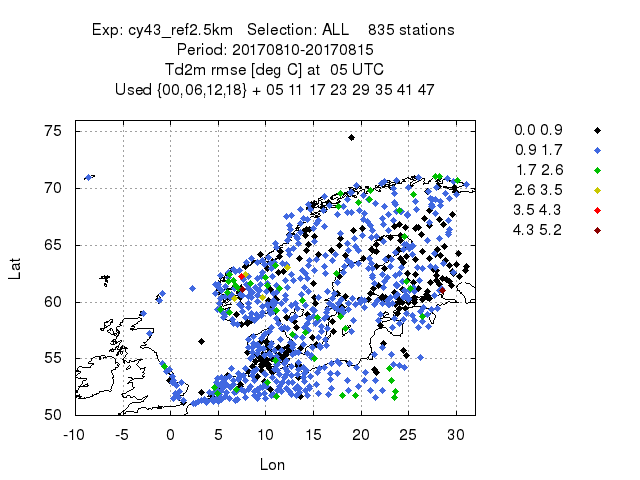 Exp: cy43_ref2.5km   Selection: ALL    835 stations
Period: 20170810-20170815
Td2m rmse [deg C] at  05 UTC
Used {00,06,12,18} + 05 11 17 23 29 35 41 47
75
70
65
60
55
50
-10 -5 0 5 10 15 20 25 30
Lat
Lon
0.0 0.9
0.9 1.7
1.7 2.6
2.6 3.5
3.5 4.3
4.3 5.2